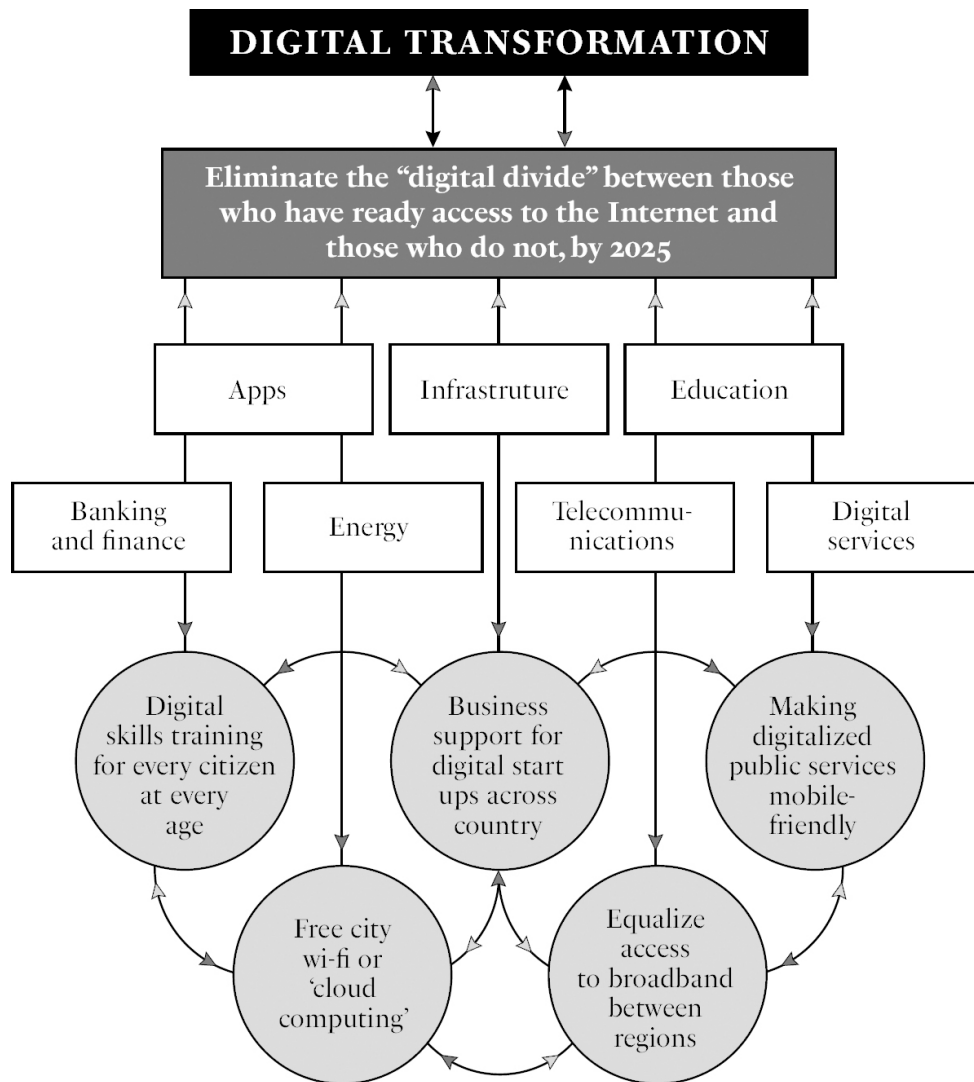 DIGITAL TRANSFORMATION
Eliminate the “digital divide” between those
who have ready access to the Internet and
those who do not, by 2025
Apps
Infrastruture
Education
Banking
and finance
Energy
Telecommu-
nications
Digital
services
Digital
skills training
for every citizen
at every
age
Business
support for
digital start
ups across
country
Making
digitalized
public services
mobile-
friendly
Free city
wi-fi or
‘cloud
computing’
Equalize
access
to broadband
between
regions